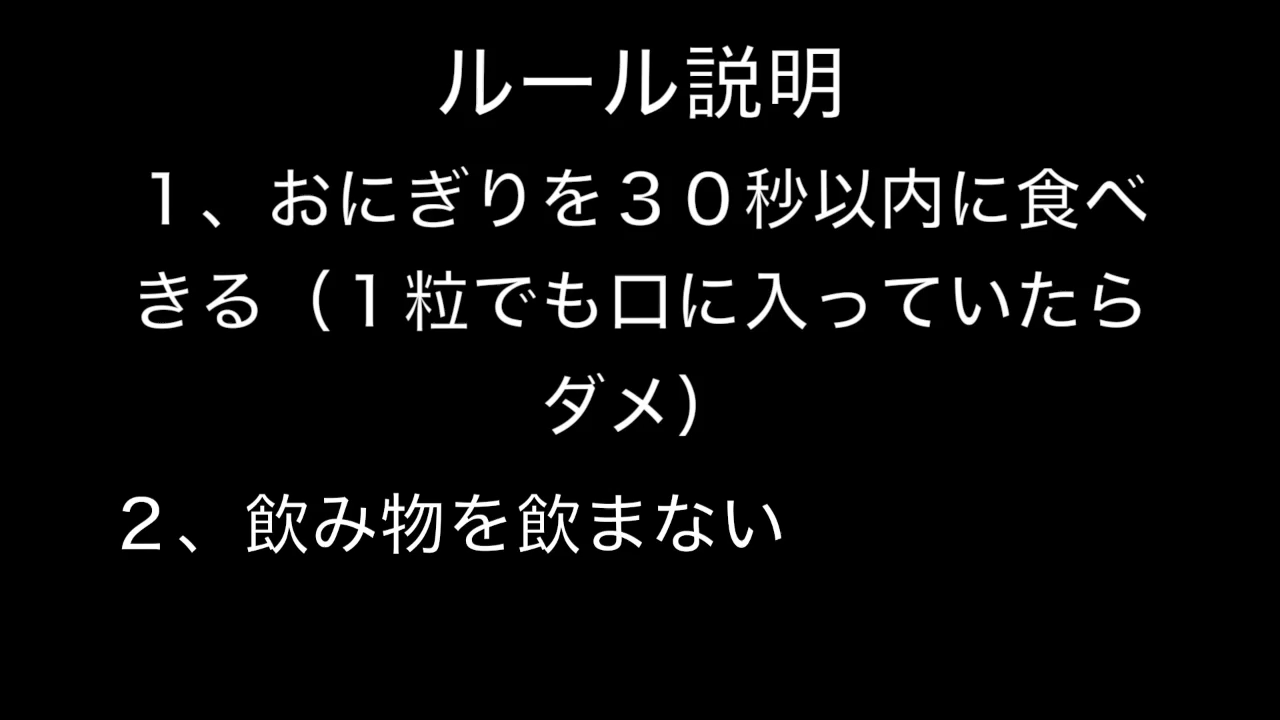 ルール説明
１、おにぎりを３０秒以内に食べ
きる（１粒でも口に入っていたら
ダメ）
２、飲み物を飲まない